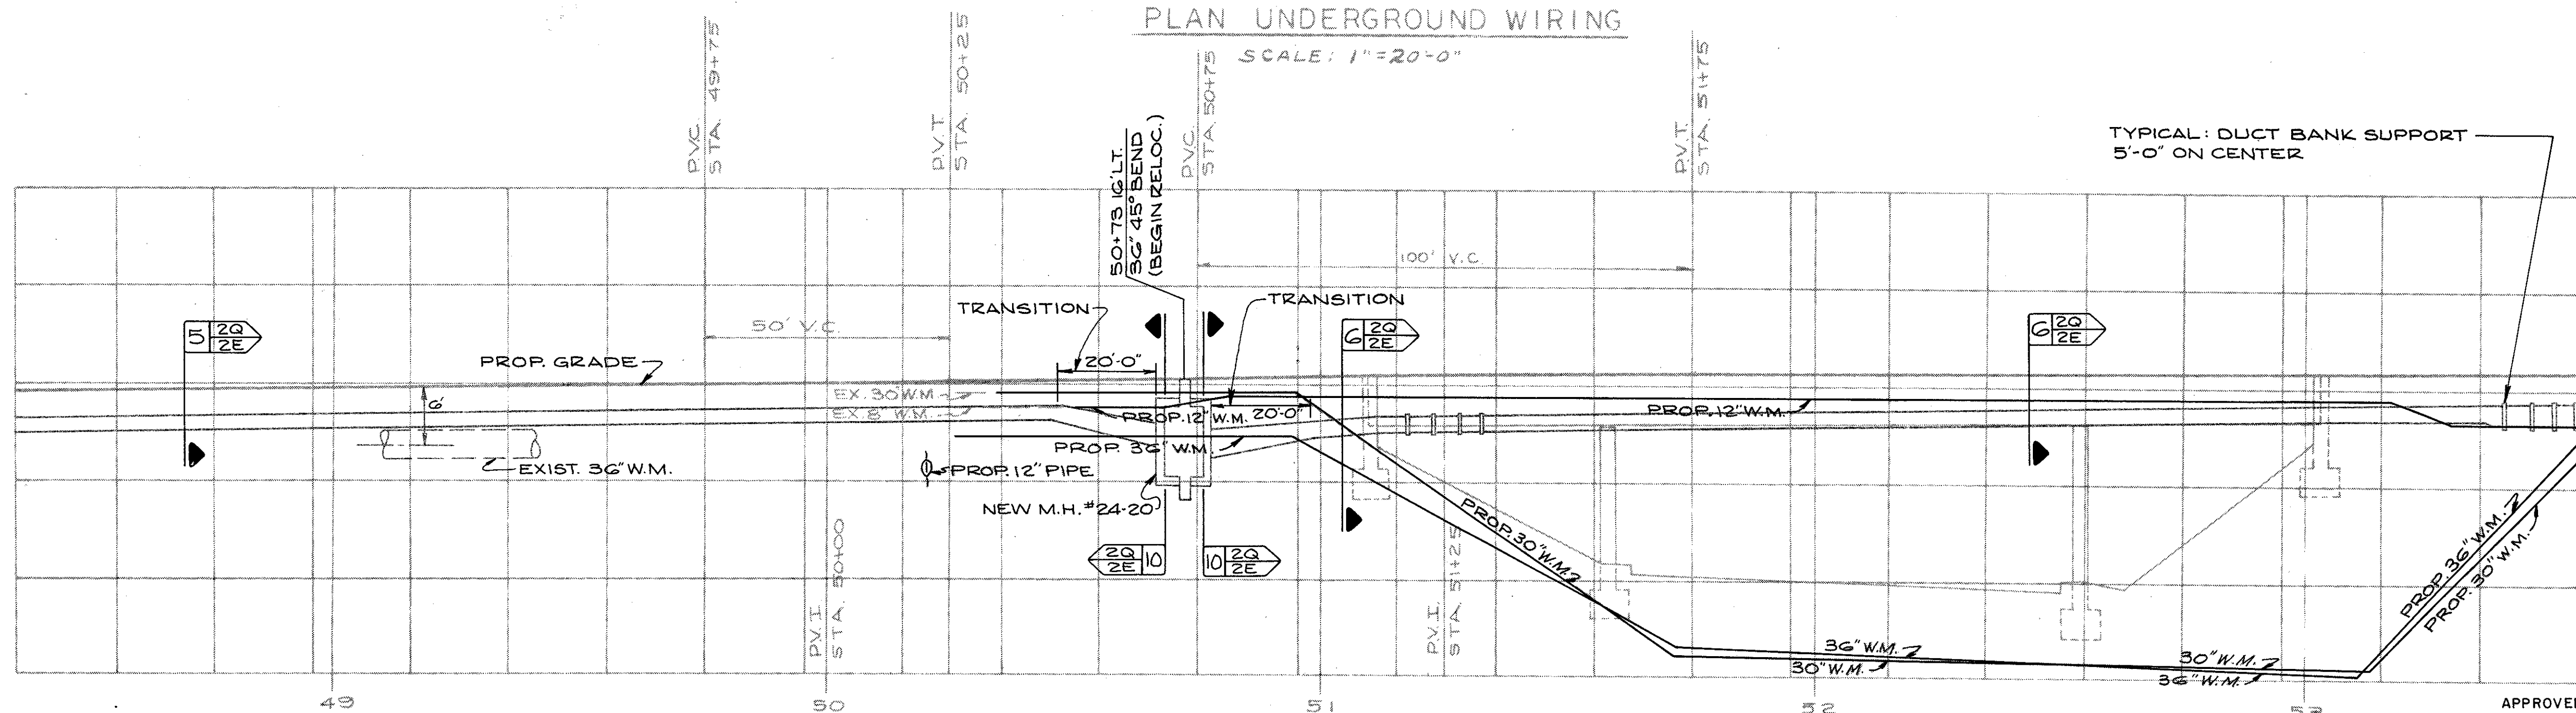 PLAN UNDERGROUND WIRING
SCALE: 1"=20'-0"
P.V.C.
STA. 49+75
P.V.T.
STA. 50+25
50+73 16' LT.
36" 45° BEND
(BEGIN RELOC.)
P.V.C.
STA. 50+75
P.V.T.
STA. 51+75
TYPICAL: DUCT BANK SUPPORT
5'-0" ON CENTER
100' V.C.
50' V.C.
TRANSITION
TRANSITION
5 2Q
2E
6 2Q
2E
6 2Q
2E
PROP. GRADE
20'-0"
6'
EX. 30" W.M.
EX. 8" W.M.
PROP. 12" W.M. 20'-0"
PROP. 12" W.M.
PROP. 36" W.M.
EXIST. 36" W.M.
PROP. 12" PIPE
NEW M.H. #24-20
2Q 10
2E
10 2Q
2E
PROP. 30" W.M.
PROP. 36" W.M.
PROP. 30" W.M.
P.V.I.
STA. 50+00
P.V.I.
STA. 51+25
36" W.M.
30" W.M.
30" W.M.
36" W.M.
49
50
51
52
53
APPROVE